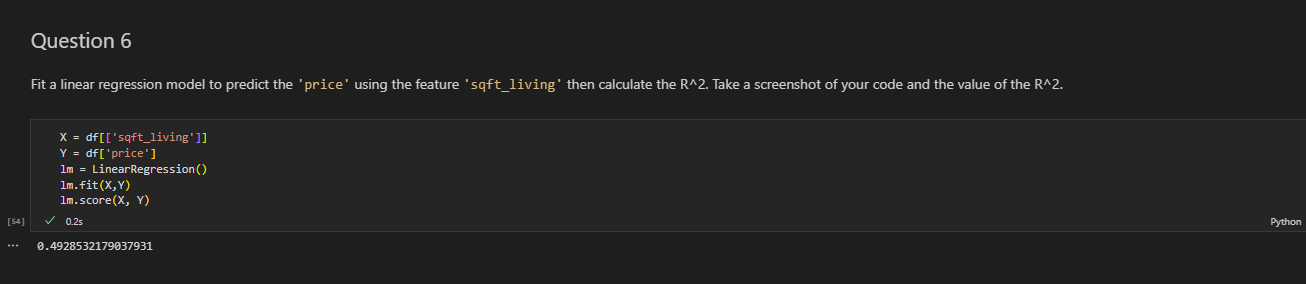 Question 6
Fit a linear regression model to predict the 'price' using the feature 'sqft_living' then calculate the R^2. Take a screenshot of your code and the value of the R^2.
X = df[['sqft_living']]
Y = df['price']
lm = LinearRegression()
lm.fit(X,Y)
lm.score(X, Y)
[54] ✓ 0.2s Python
... 0.4928532179037931